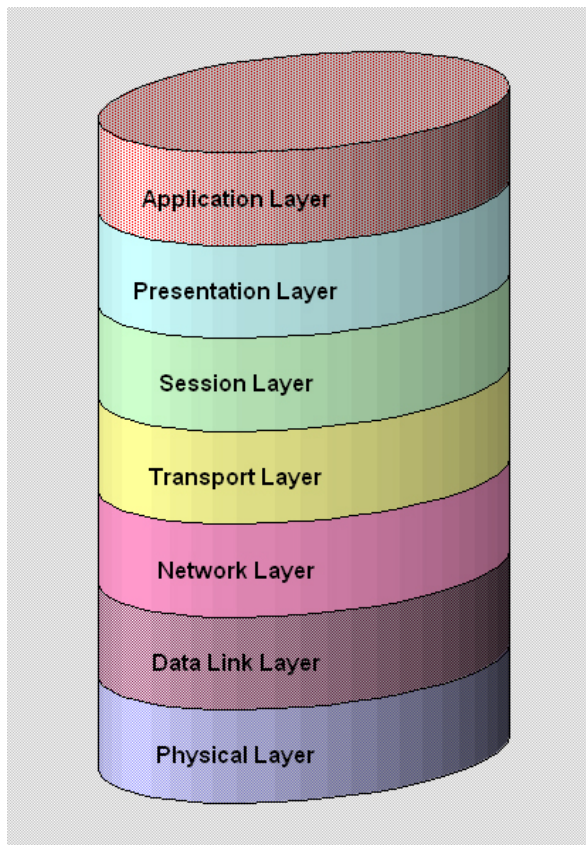 Application Layer
Presentation Layer
Session Layer
Transport Layer
Network Layer
Data Link Layer
Physical Layer